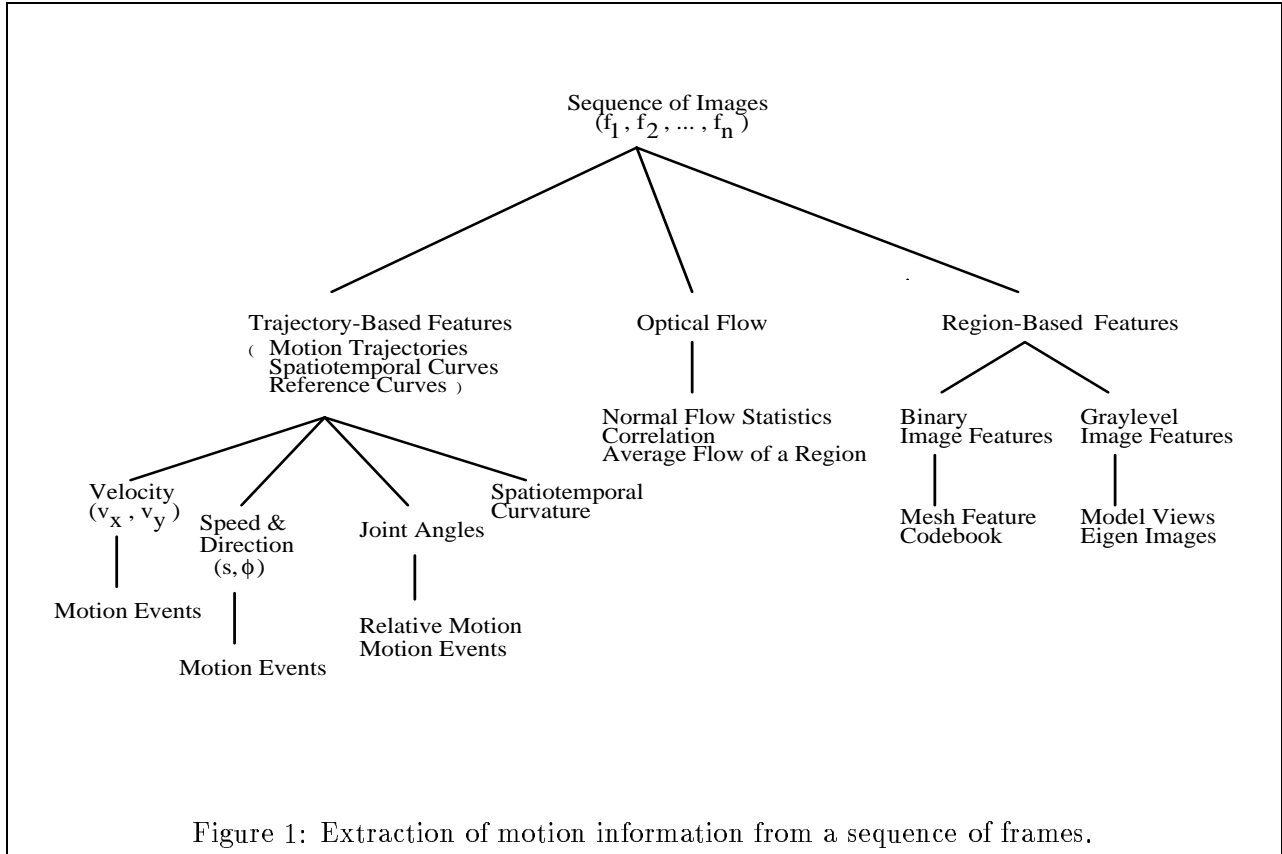 Sequence of Images
(f1 , f2 , ... , fn )
Trajectory-Based Features
( Motion Trajectories
Spatiotemporal Curves
Reference Curves )
Optical Flow
Region-Based Features
Normal Flow Statistics
Correlation
Average Flow of a Region
Binary
Image Features
Graylevel
Image Features
Velocity
(vx , vy )
Speed &
Direction
(s,ϕ)
Joint Angles
Spatiotemporal
Curvature
Mesh Feature
Codebook
Model Views
Eigen Images
Motion Events
Motion Events
Relative Motion
Motion Events
Figure 1: Extraction of motion information from a sequence of frames.